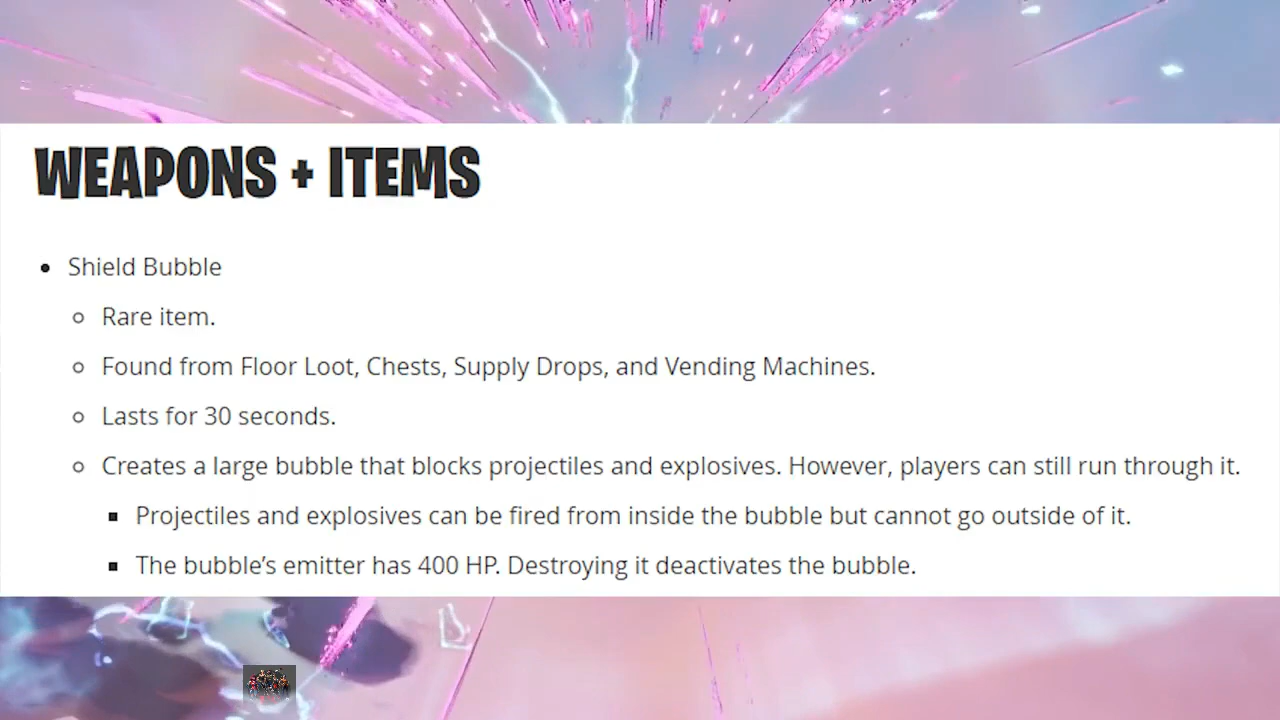 WEAPONS + ITEMS
Shield Bubble
Rare item.
Found from Floor Loot, Chests, Supply Drops, and Vending Machines.
Lasts for 30 seconds.
Creates a large bubble that blocks projectiles and explosives. However, players can still run through it.
Projectiles and explosives can be fired from inside the bubble but cannot go outside of it.
The bubble’s emitter has 400 HP. Destroying it deactivates the bubble.